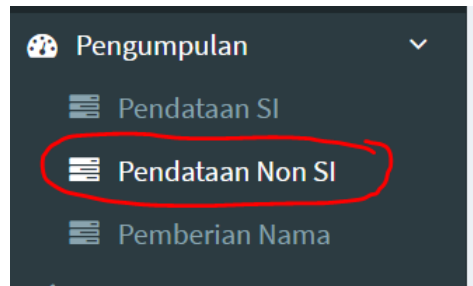 Pengumpulan
Pendataan SI
Pendataan Non SI
Pemberian Nama